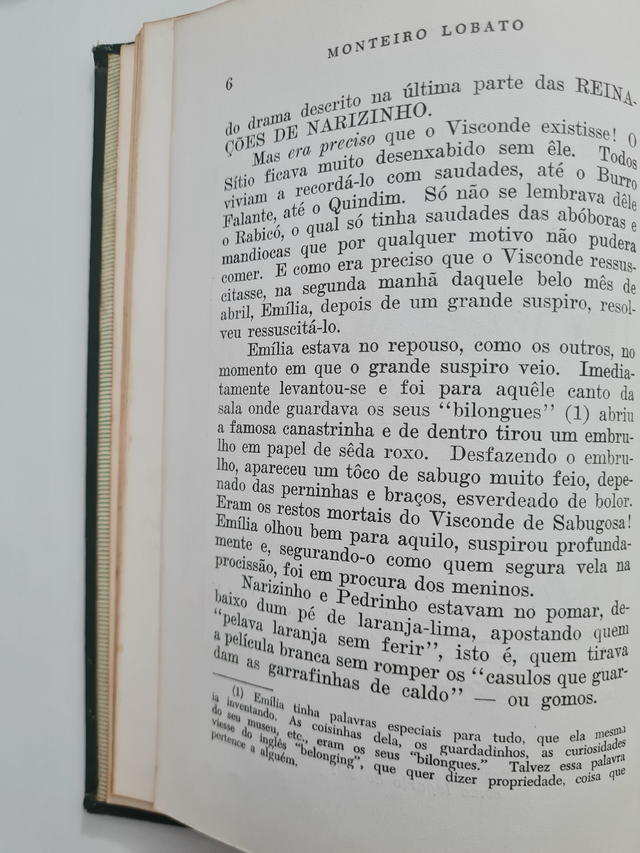 MONTEIRO LOBATO
6
do drama descrito na última parte das REINA-
ÇÕES DE NARIZINHO.
Mas era preciso que o Visconde existisse! O
Sítio ficava muito desenxabido sem êle. Todos
viviam a recordá-lo com saudades, até o Burro
Falante, até o Quindim. Só não se lembrava dêle
o Rabicó, o qual só tinha saudades das abóboras e
mandiocas que por qualquer motivo não pudera
comer. E como era preciso que o Visconde ressus-
citasse, na segunda manhã daquele belo mês de
abril, Emília, depois de um grande suspiro, resol-
veu ressuscitá-lo.
Emília estava no repouso, como os outros, no
momento em que o grande suspiro veio. Imedia-
tamente levantou-se e foi para aquêle canto da
sala onde guardava os seus “bilongues” (1) abriu
a famosa canastrinha e de dentro tirou um embru-
lho em papel de sêda roxo. Desfazendo o embru-
lho, apareceu um tôco de sabugo muito feio, depe-
nado das perninhas e braços, esverdeado de bolor.
Eram os restos mortais do Visconde de Sabugosa!
Emília olhou bem para aquilo, suspirou profunda-
mente e, segurando-o como quem segura vela na
procissão, foi em procura dos meninos.
Narizinho e Pedrinho estavam no pomar, de-
baixo dum pé de laranja-lima, apostando quem
“pelava laranja sem ferir”, isto é, quem tirava
a película branca sem romper os “casulos que guar-
dam as garrafinhas de caldo” — ou gomos.
(1) Emília tinha palavras especiais para tudo, que ela mesma
ia inventando. As coisinhas dela, os guardadinhos, as curiosidades
do seu museu, etc., eram os seus “bilongues.” Talvez essa palavra
viesse do inglês “belonging”, que quer dizer propriedade, coisa que
pertence a alguém.